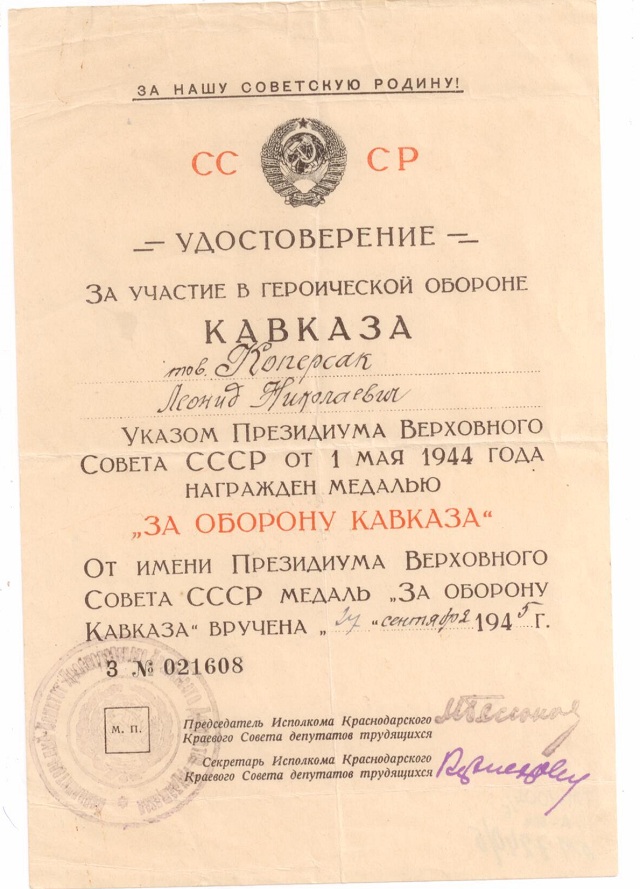 ЗА НАШУ СОВЕТСКУЮ РОДИНУ!
СС СР
УДОСТОВЕРЕНИЕ
ЗА УЧАСТИЕ В ГЕРОИЧЕСКОЙ ОБОРОНЕ
КАВКАЗА
тов. Коперсак
Леонид Николаевич
УКАЗОМ ПРЕЗИДИУМА ВЕРХОВНОГО
СОВЕТА СССР ОТ 1 МАЯ 1944 ГОДА
НАГРАЖДЕН МЕДАЛЬЮ
„ЗА ОБОРОНУ КАВКАЗА“
ОТ ИМЕНИ ПРЕЗИДИУМА ВЕРХОВНОГО
СОВЕТА СССР МЕДАЛЬ „ЗА ОБОРОНУ
КАВКАЗА“ ВРУЧЕНА „27“ сентября 1945 Г.
З № 021608
М. П.
Председатель Исполкома Краснодарского
Краевого Совета депутатов трудящихся
Секретарь Исполкома Краснодарского
Краевого Совета депутатов трудящихся